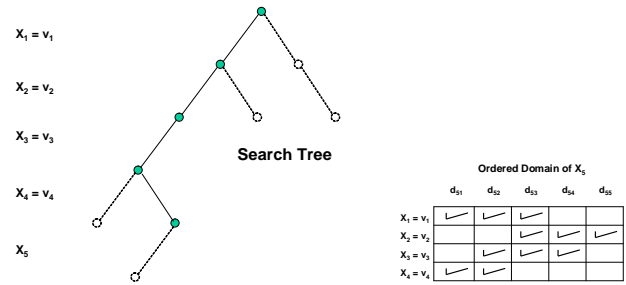 X1 = v1
X2 = v2
X3 = v3
X4 = v4
X5
Search Tree
Ordered Domain of X5
d51 d52 d53 d54 d55
X1 = v1
X2 = v2
X3 = v3
X4 = v4